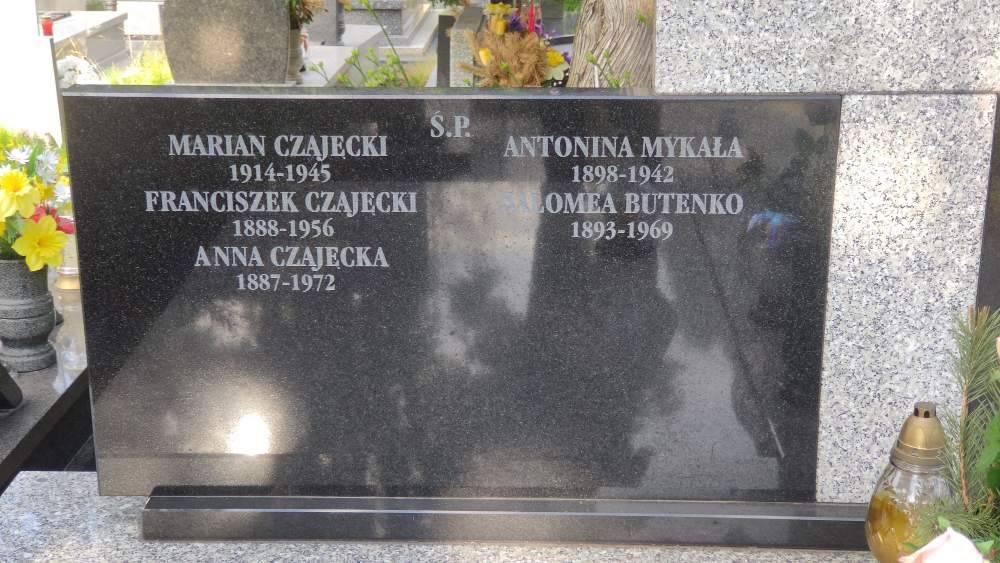 Ś.P.
MARIAN CZAJĘCKI
1914-1945
FRANCISZEK CZAJĘCKI
1888-1956
ANNA CZAJĘCKA
1887-1972
ANTONINA MYKAŁA
1898-1942
SALOMEA BUTENKO
1893-1969